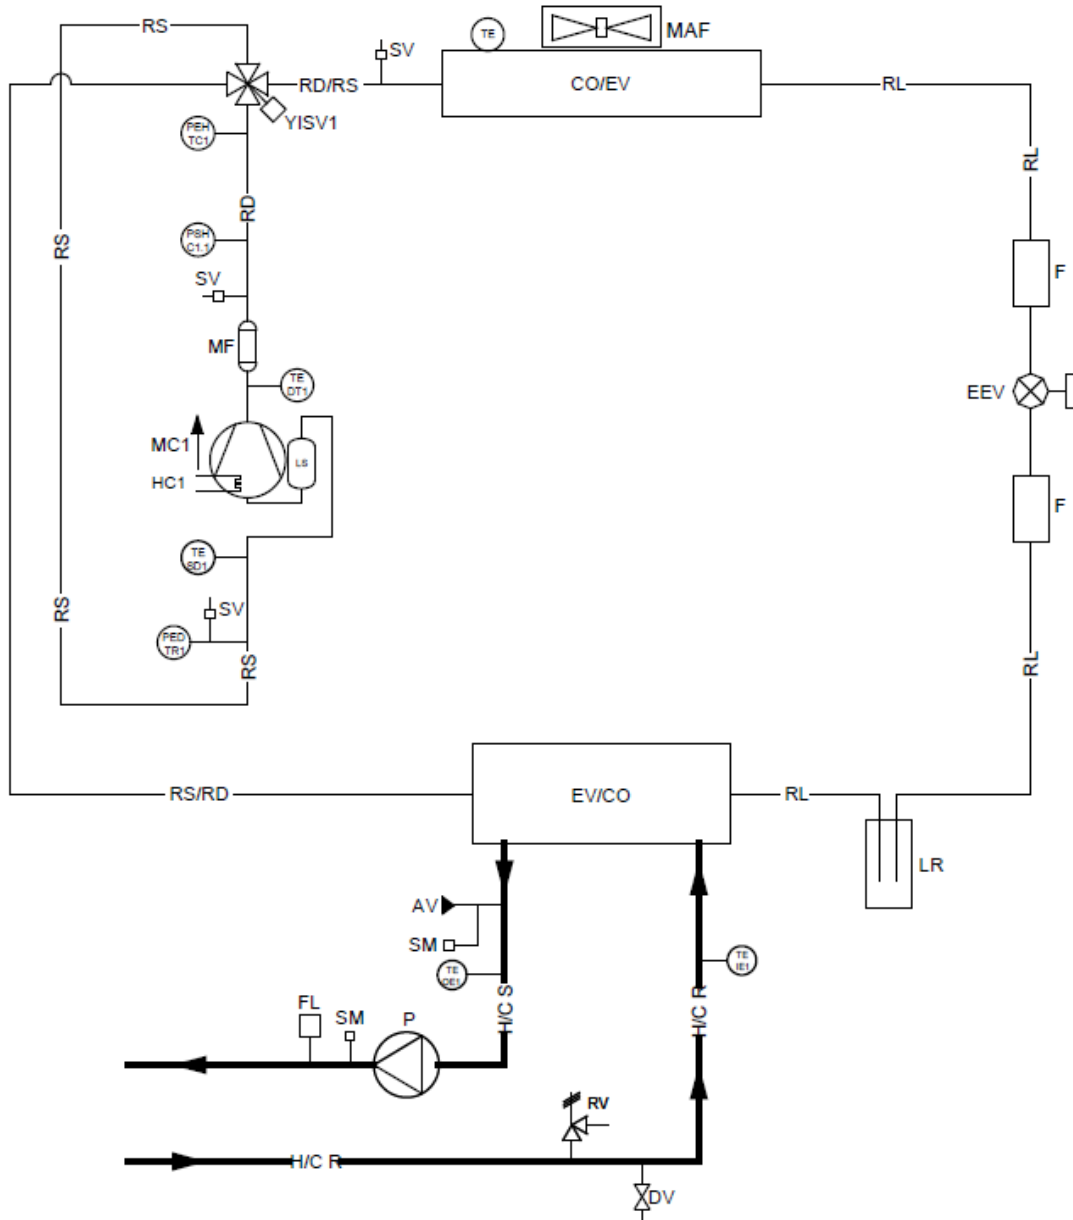 RS
TE
MAF
SV
RD/RS
CO/EV
RL
YISV1
PEH
TC1
RL
RD
RS
PSH
C1.1
SV
F
MF
TE
DT1
EEV
MC1
LS
HC1
F
TE
SD1
RS
SV
PED
TR1
RS
RL
RS/RD
EV/CO
RL
LR
AV
SM
TE
OE1
TE
IE1
H/C S
H/C R
FL
SM
P
RV
H/C R
DV